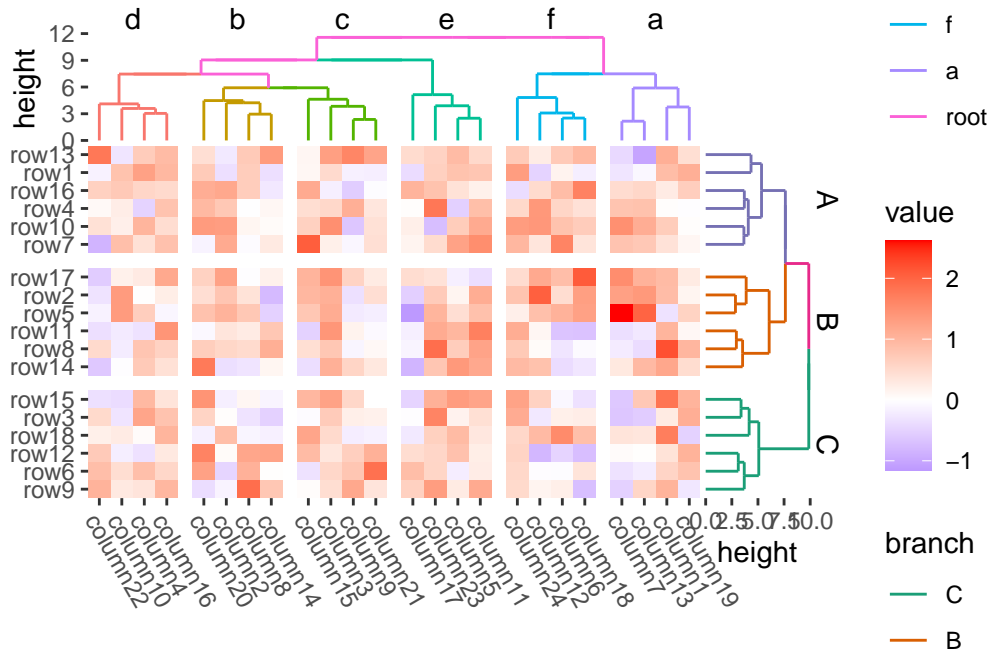 d b c e f a
12
9
6
3
0
height
f
a
root
row13
row1
row16
row4
row10
row7
row17
row2
row5
row11
row8
row14
row15
row3
row18
row12
row6
row9
A
B
C
0.0 2.5 5.0 7.5 10.0
height
column22
column10
column4
column16
column20
column2
column8
column14
column15
column3
column9
column21
column17
column23
column5
column11
column24
column12
column6
column18
column7
column13
column1
column19
value
2
1
0
−1
branch
C
B